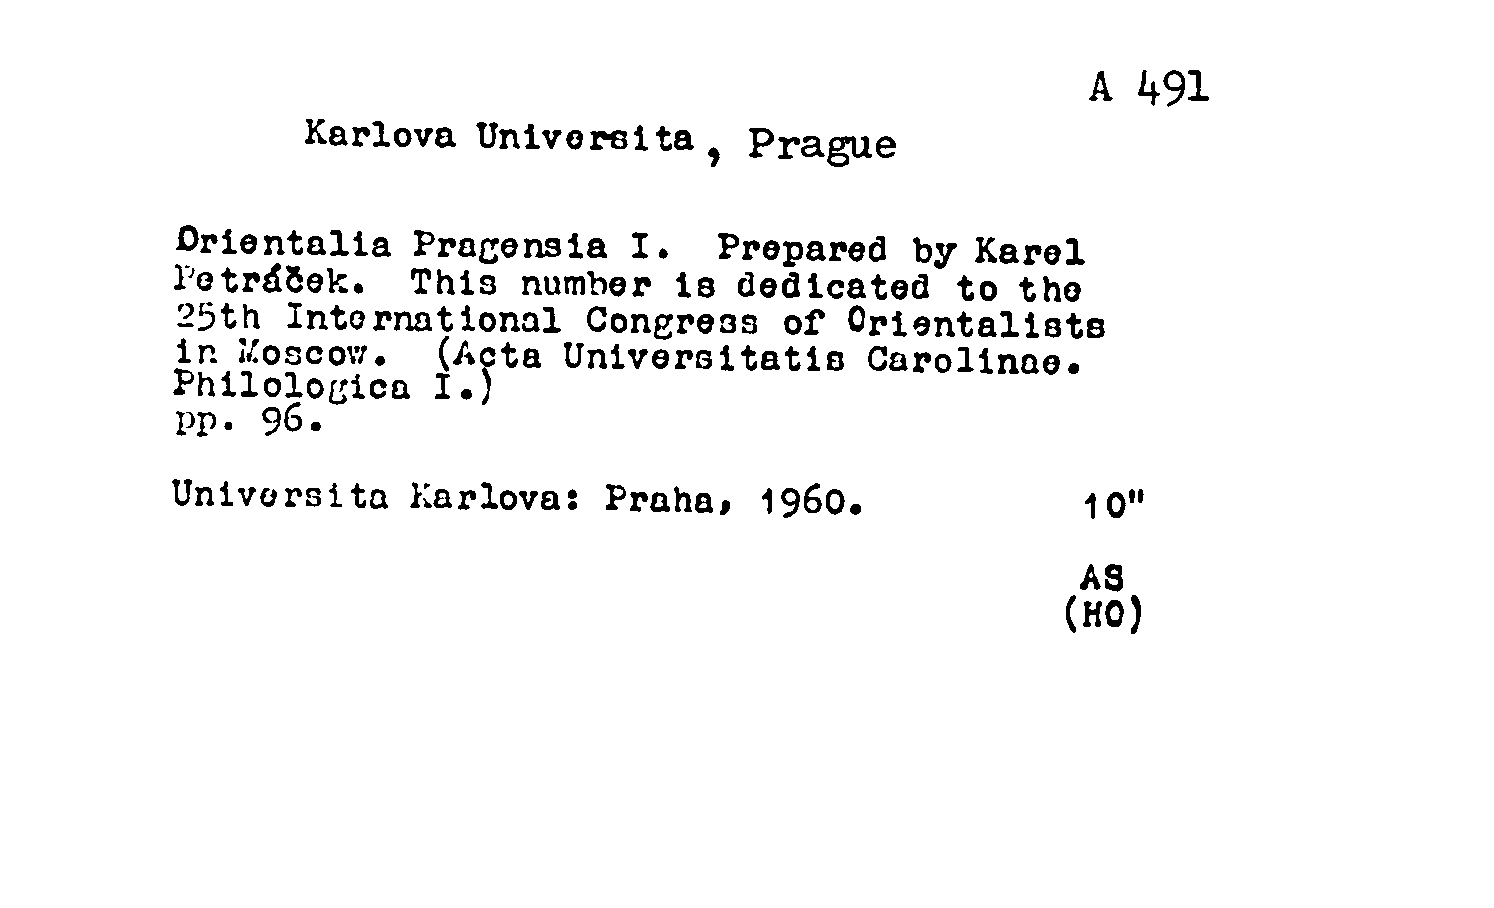 A 491
Karlova Universita, Prague
Orientalia Pragensia I. Prepared by Karel
Petráček. This number is dedicated to the
25th International Congress of Orientalists
in Moscow. (Acta Universitatis Carolinae.
Philologica I.)
pp. 96.
Universita Karlova: Praha, 1960. 10"
AS
(HO)